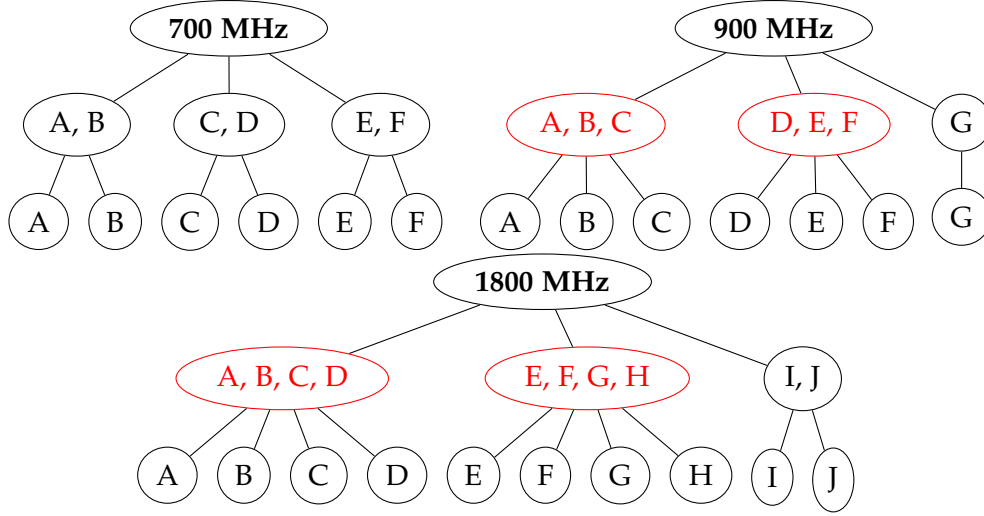 700 MHz
900 MHz
A, B
C, D
E, F
A, B, C
D, E, F
G
A
B
C
D
E
F
A
B
C
D
E
F
G
1800 MHz
A, B, C, D
E, F, G, H
I, J
A
B
C
D
E
F
G
H
I
J